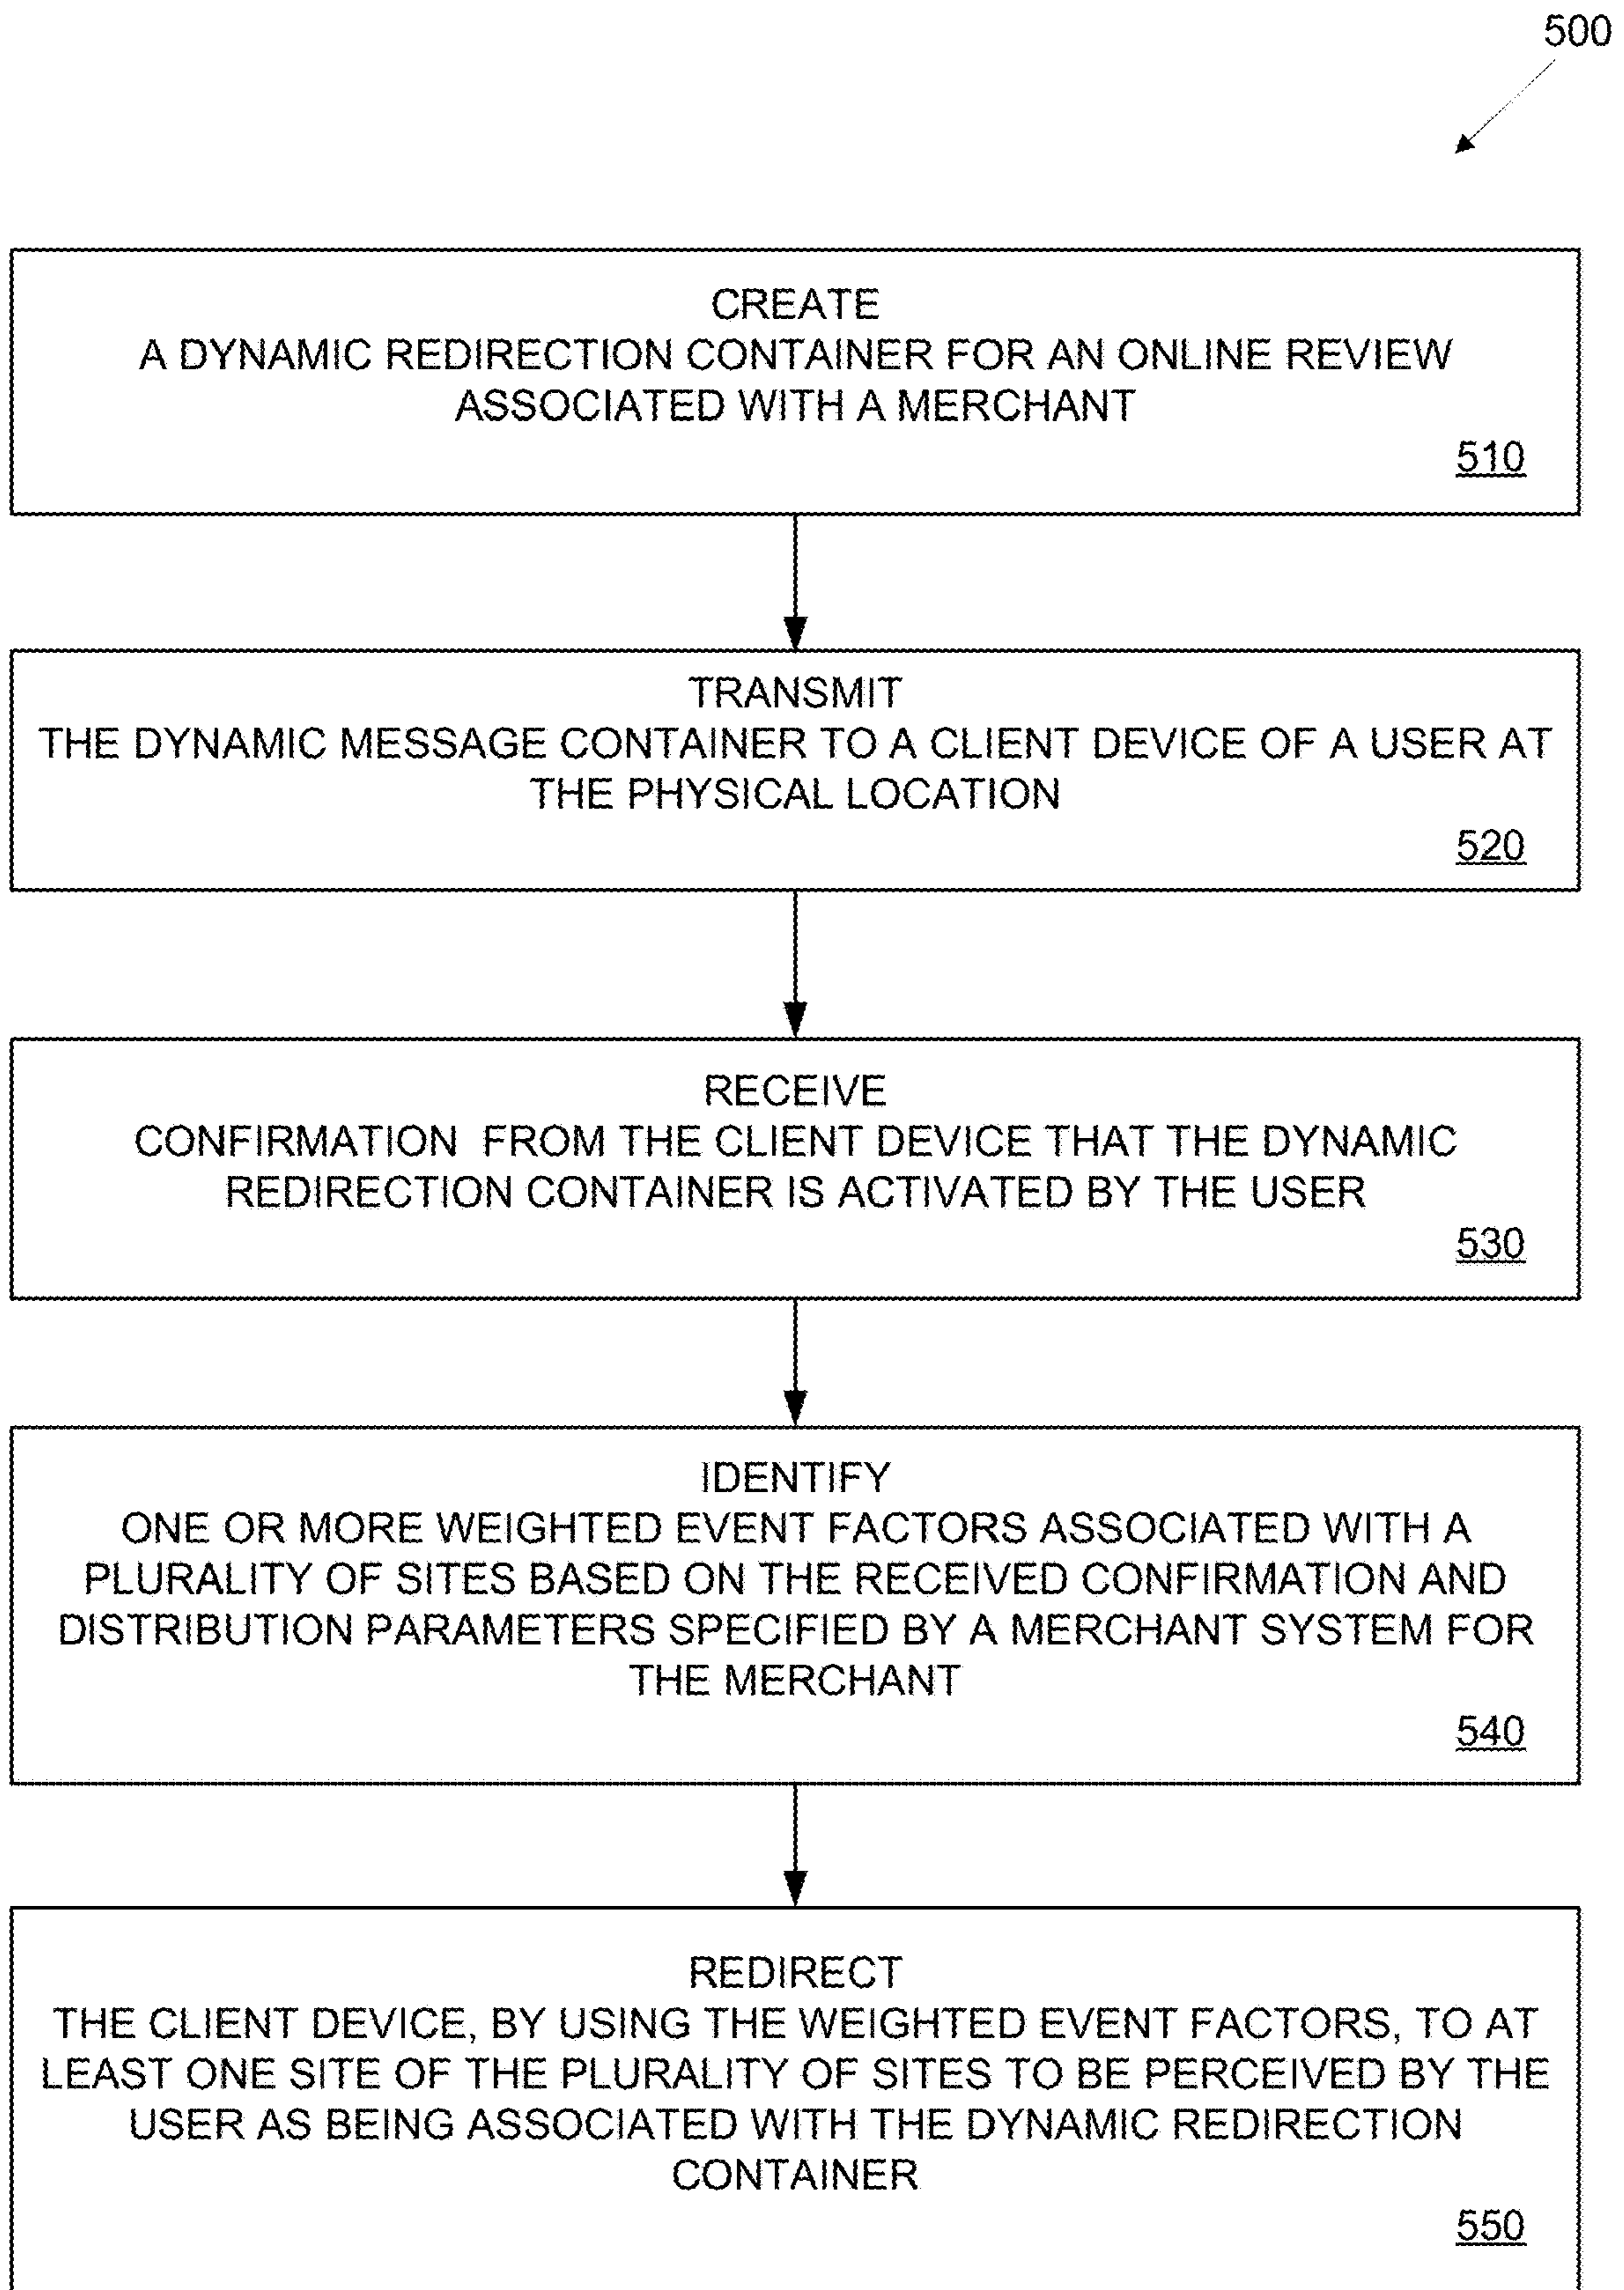 500
CREATE
A DYNAMIC REDIRECTION CONTAINER FOR AN ONLINE REVIEW
ASSOCIATED WITH A MERCHANT
510
TRANSMIT
THE DYNAMIC MESSAGE CONTAINER TO A CLIENT DEVICE OF A USER AT
THE PHYSICAL LOCATION
520
RECEIVE
CONFIRMATION  FROM THE CLIENT DEVICE THAT THE DYNAMIC
REDIRECTION CONTAINER IS ACTIVATED BY THE USER
530
IDENTIFY
ONE OR MORE WEIGHTED EVENT FACTORS ASSOCIATED WITH A
PLURALITY OF SITES BASED ON THE RECEIVED CONFIRMATION AND
DISTRIBUTION PARAMETERS SPECIFIED BY A MERCHANT SYSTEM FOR
THE MERCHANT
540
REDIRECT
THE CLIENT DEVICE, BY USING THE WEIGHTED EVENT FACTORS, TO AT
LEAST ONE SITE OF THE PLURALITY OF SITES TO BE PERCEIVED BY THE
USER AS BEING ASSOCIATED WITH THE DYNAMIC REDIRECTION
CONTAINER
550